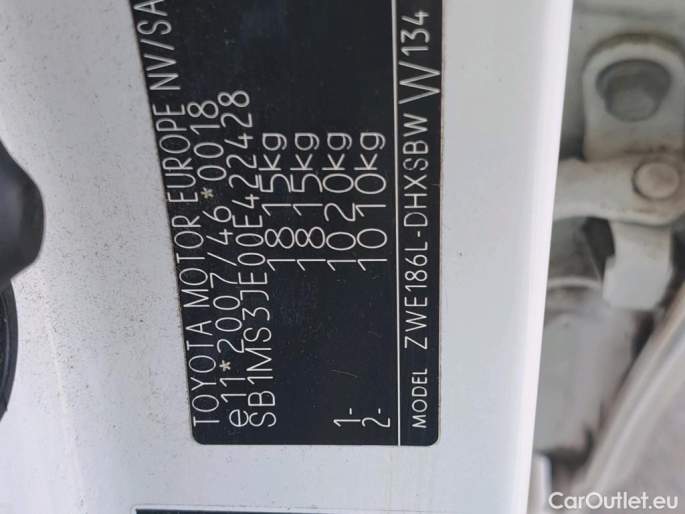 TOYOTA MOTOR EUROPE NV/SA
e11*2007/46*0018
SB1MS3JE00E422428
1815kg
1815kg
1- 1020kg
2- 1010kg
MODEL ZWE186L-DHXSBW W134
CarOutlet.eu